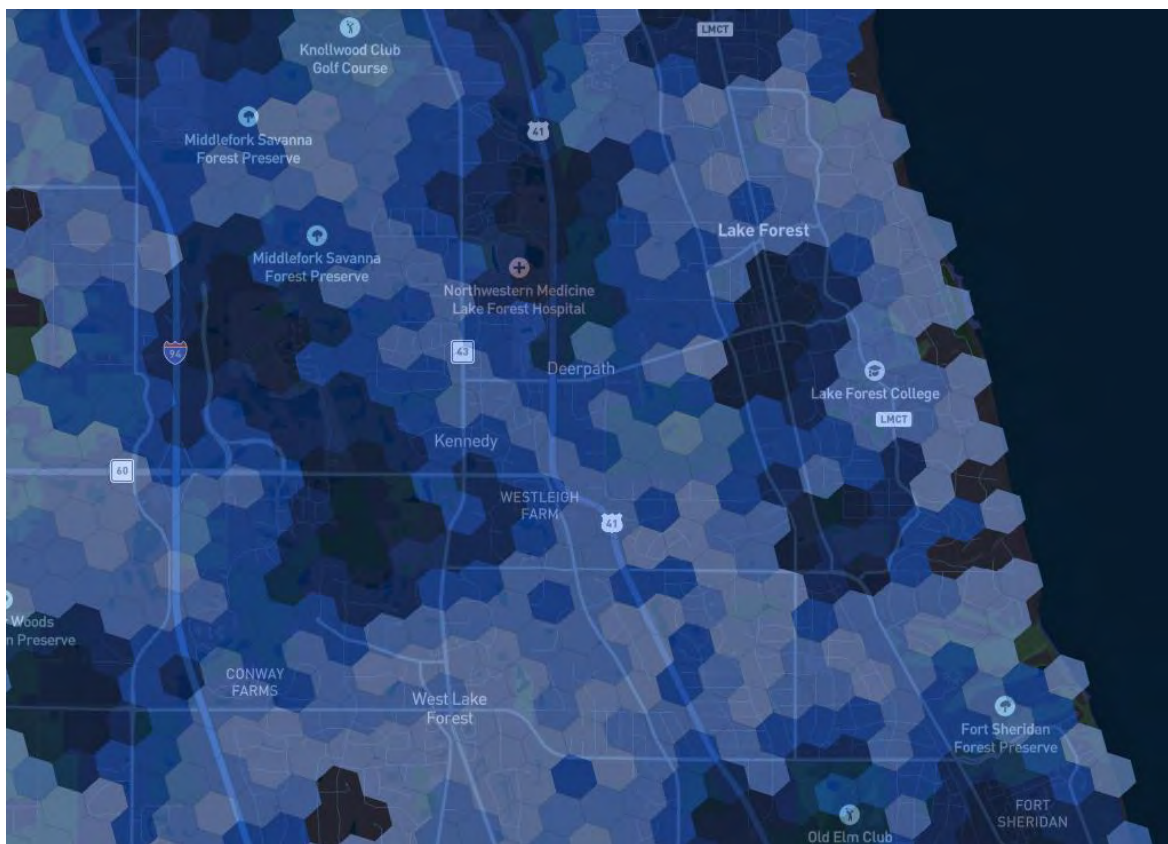 LMCT
Knollwood Club
Golf Course
41
Middlefork Savanna
Forest Preserve
Lake Forest
Middlefork Savanna
Forest Preserve
Northwestern Medicine
Lake Forest Hospital
94
43
Deerpath
Lake Forest College
LMCT
Kennedy
60
WESTLEIGH
FARM
41
Woods
n Preserve
CONWAY
FARMS
West Lake
Forest
Fort Sheridan
Forest Preserve
FORT
SHERIDAN
Old Elm Club